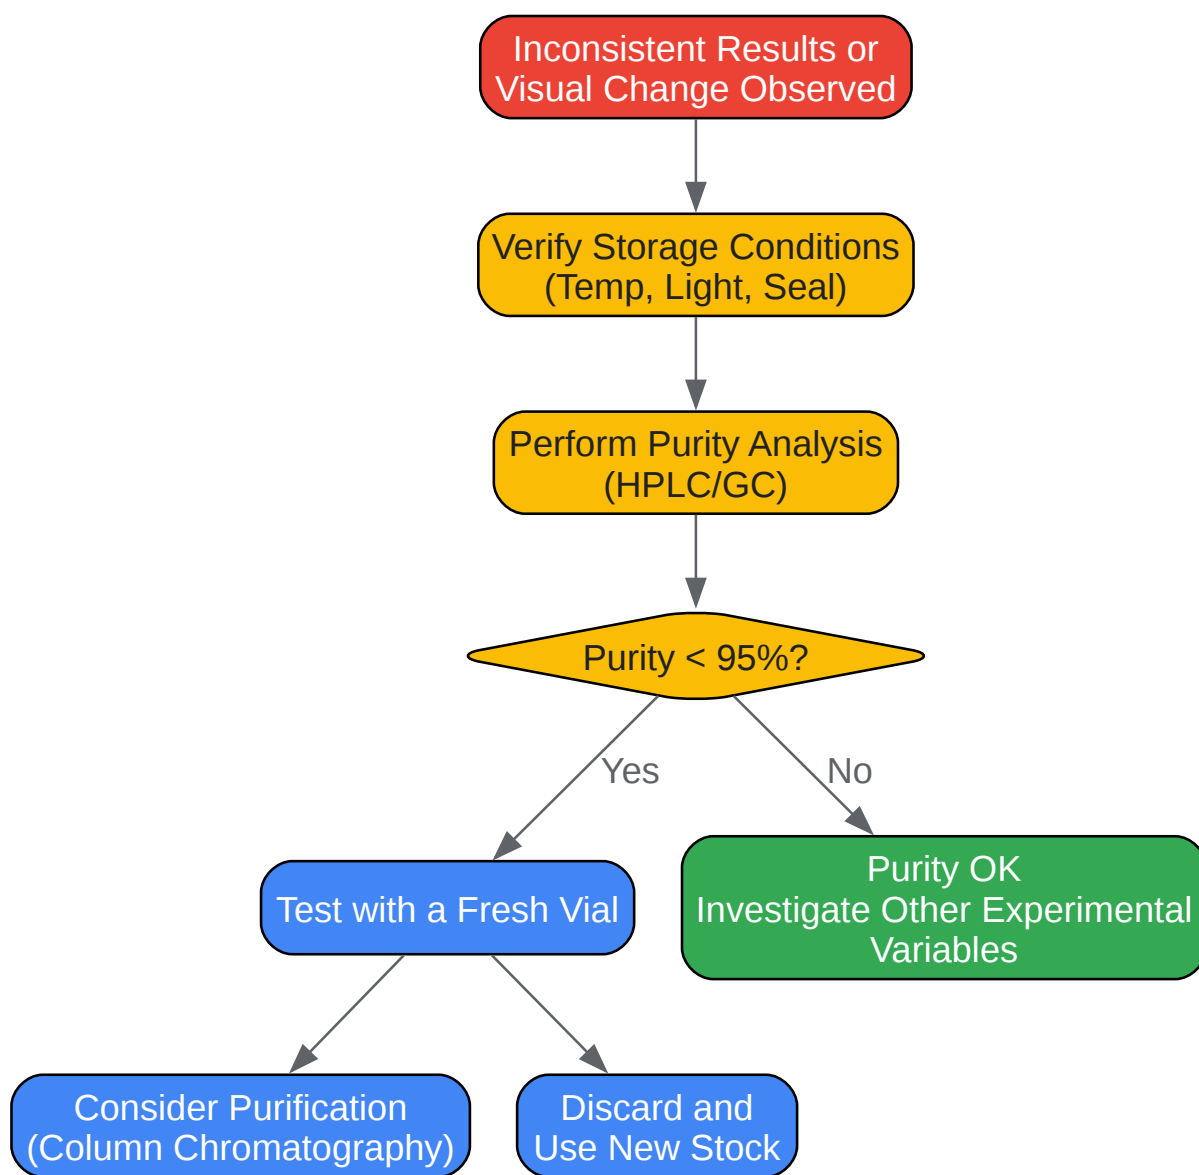 Inconsistent Results or
Visual Change Observed
Verify Storage Conditions
(Temp, Light, Seal)
Perform Purity Analysis
(HPLC/GC)
Purity < 95%?
Yes
No
Test with a Fresh Vial
Purity OK
Investigate Other Experimental
Variables
Consider Purification
(Column Chromatography)
Discard and
Use New Stock